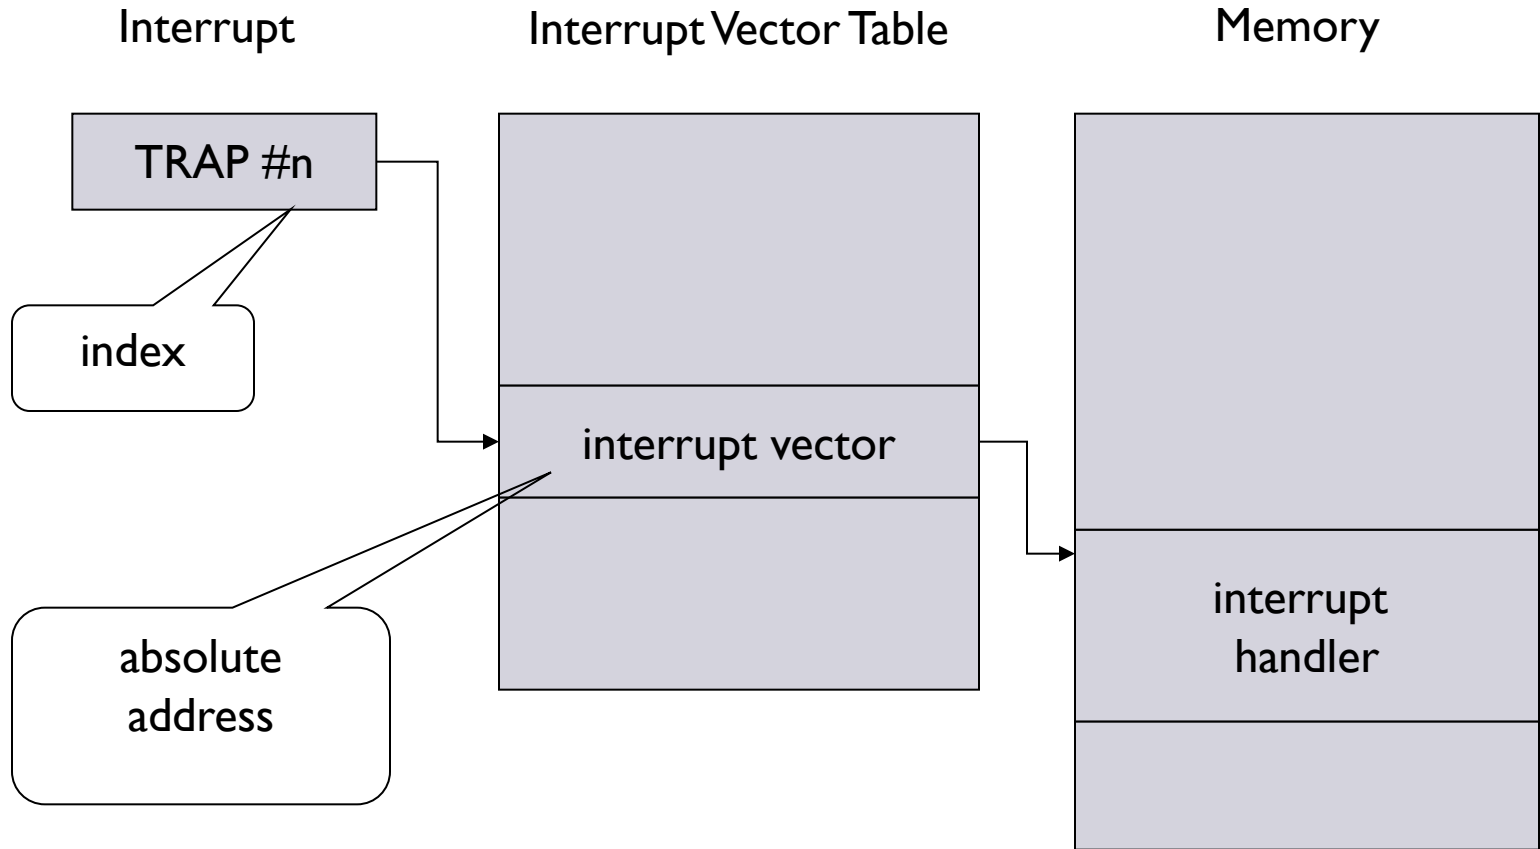 Interrupt
Interrupt Vector Table
Memory
TRAP #n
index
interrupt vector
absolute
address
interrupt
handler